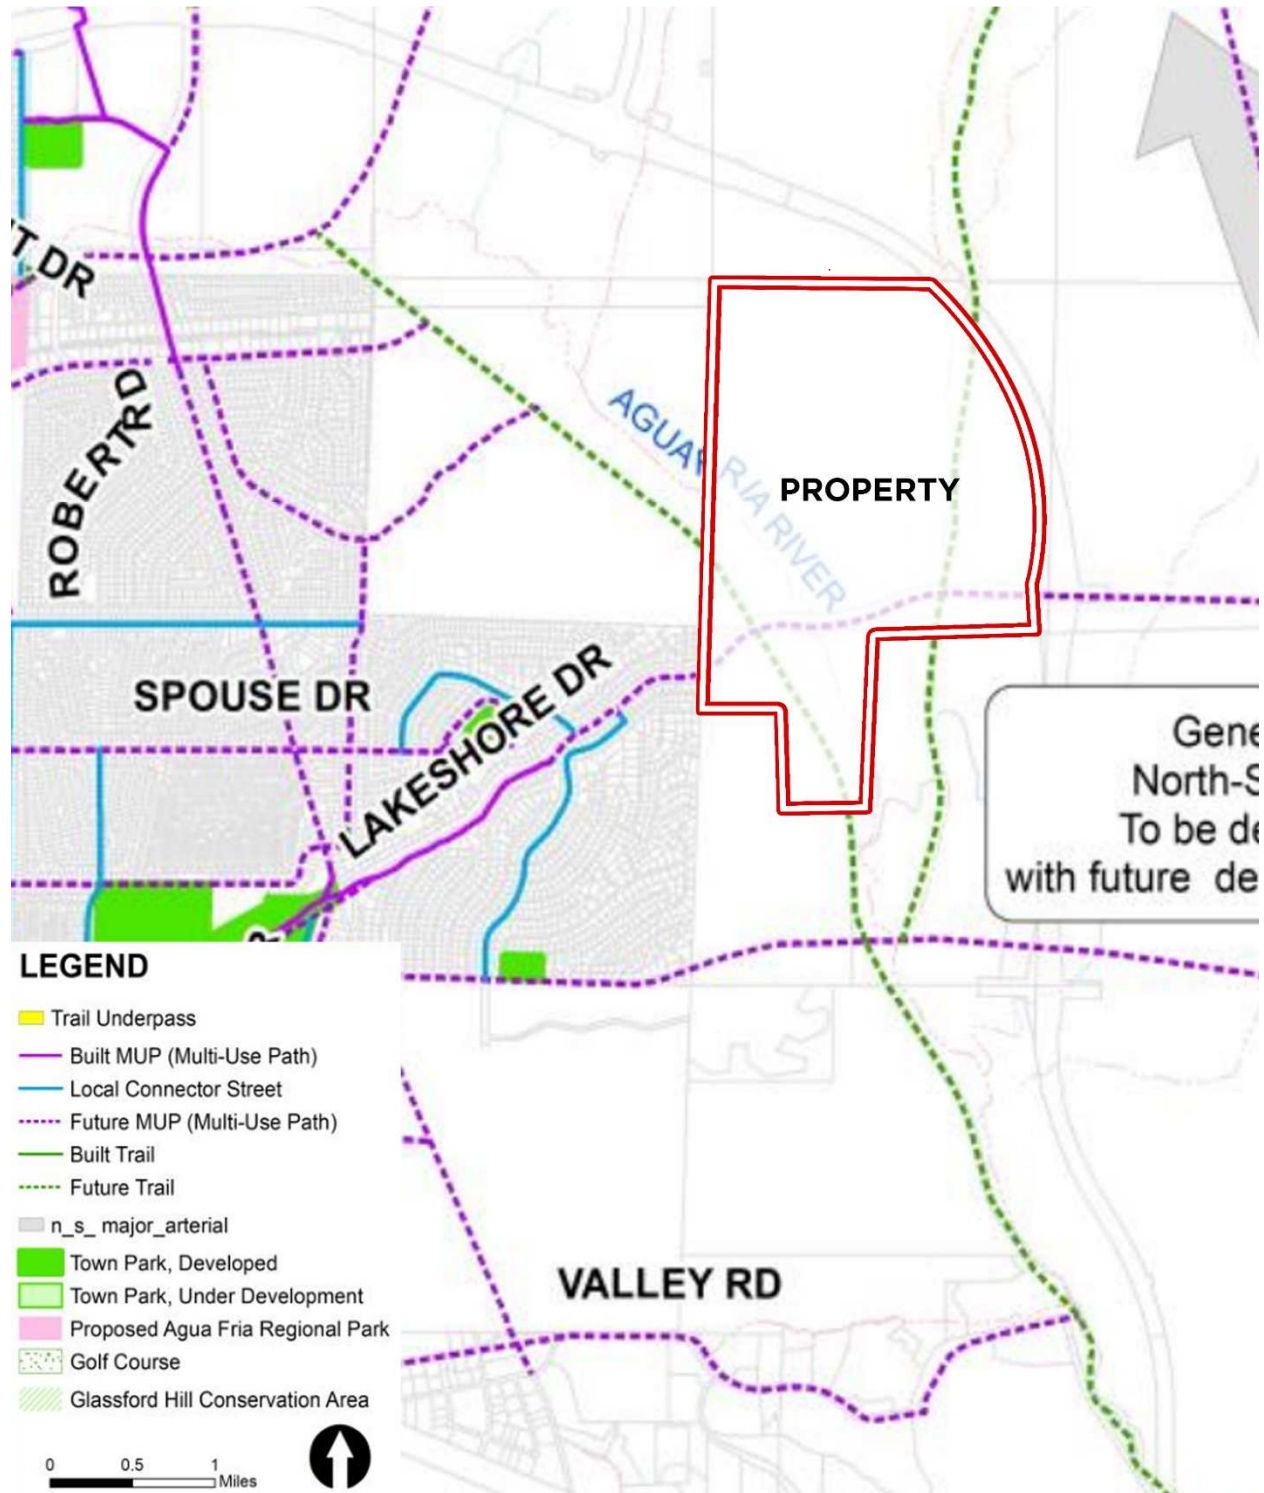 T DR
ROBERT RD
AGUA
RIA RIVER
PROPERTY
SPOUSE DR
LAKESHORE DR
Gene
North-S
To be de
with future de
VALLEY RD
LEGEND
Trail Underpass
Built MUP (Multi-Use Path)
Local Connector Street
Future MUP (Multi-Use Path)
Built Trail
Future Trail
n_s_ major_arterial
Town Park, Developed
Town Park, Under Development
Proposed Agua Fria Regional Park
Golf Course
Glassford Hill Conservation Area
0 0.5 1
Miles